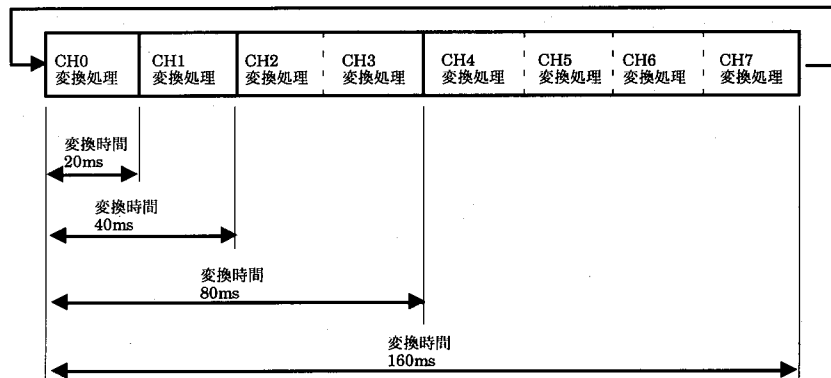 CH0 CH1 CH2 CH3 CH4 CH5 CH6 CH7
変換処理 変換処理 変換処理 変換処理 変換処理 変換処理 変換処理 変換処理
変換時間
20ms
変換時間
40ms
変換時間
80ms
変換時間
160ms